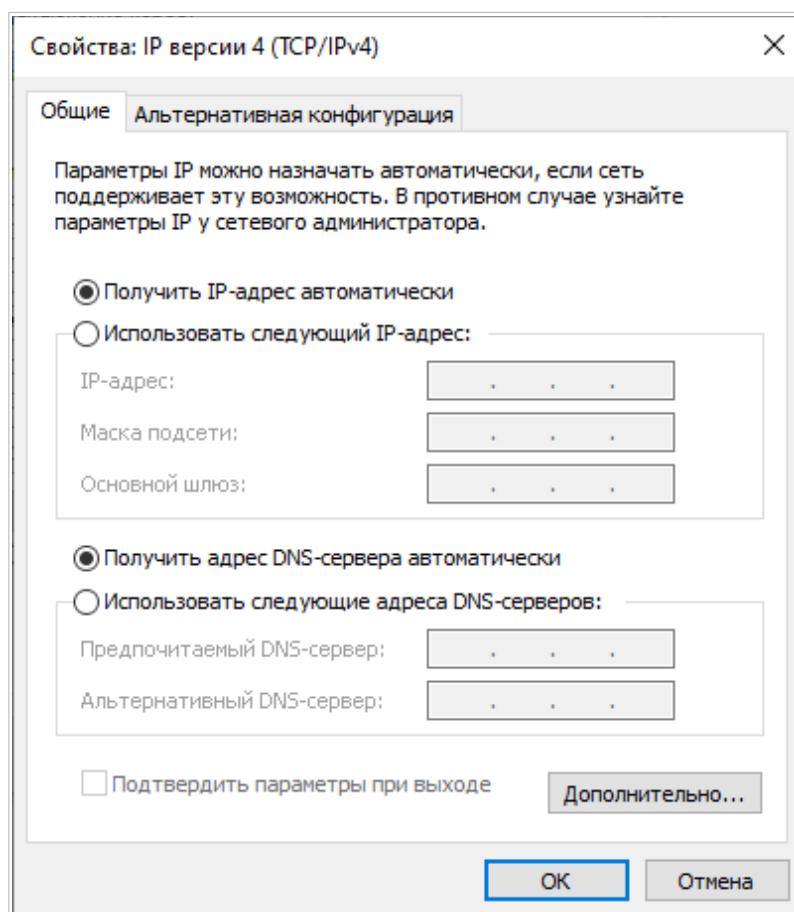 Свойства: IP версии 4 (TCP/IPv4)
Общие
Альтернативная конфигурация
Параметры IP можно назначать автоматически, если сеть
поддерживает эту возможность. В противном случае узнайте
параметры IP у сетевого администратора.
Получить IP-адрес автоматически
Использовать следующий IP-адрес:
IP-адрес:
Маска подсети:
Основной шлюз:
Получить адрес DNS-сервера автоматически
Использовать следующие адреса DNS-серверов:
Предпочитаемый DNS-сервер:
Альтернативный DNS-сервер:
Подтвердить параметры при выходе
Дополнительно...
ОК
Отмена